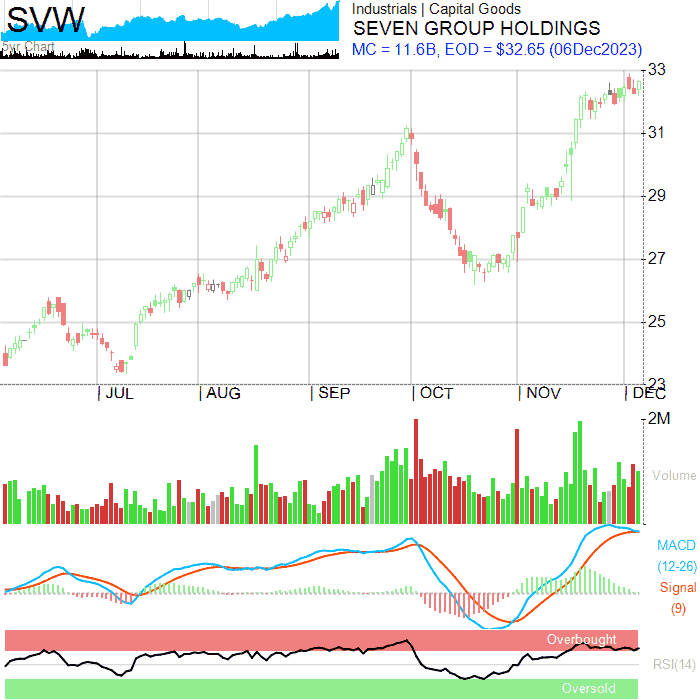 SVW
5yr Chart
Industrials | Capital Goods
SEVEN GROUP HOLDINGS
MC = 11.6B, EOD = $32.65 (06Dec2023)
33
31
29
27
25
23
JUL AUG SEP OCT NOV DEC
2M
Volume
MACD
(12-26)
Signal
(9)
Overbought
RSI(14)
Oversold